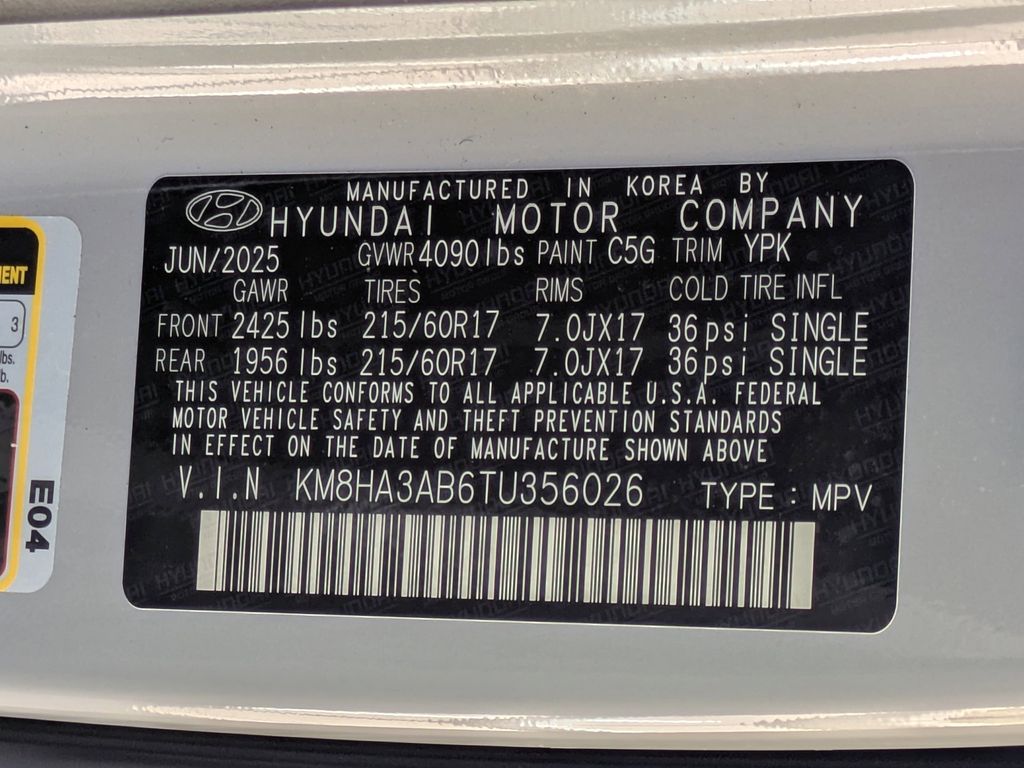 MANUFACTURED IN KOREA BY
HYUNDAI MOTOR COMPANY
JUN/2025 GVWR 4090 lbs PAINT C5G TRIM YPK
GAWR TIRES RIMS COLD TIRE INFL
FRONT 2425 lbs 215/60R17 7.0JX17 36 psi SINGLE
REAR 1956 lbs 215/60R17 7.0JX17 36 psi SINGLE
THIS VEHICLE CONFORMS TO ALL APPLICABLE U.S.A. FEDERAL
MOTOR VEHICLE SAFETY AND THEFT PREVENTION STANDARDS
IN EFFECT ON THE DATE OF MANUFACTURE SHOWN ABOVE
V.I.N KM8HA3AB6TU356026 TYPE : MPV
3
lbs.
E04